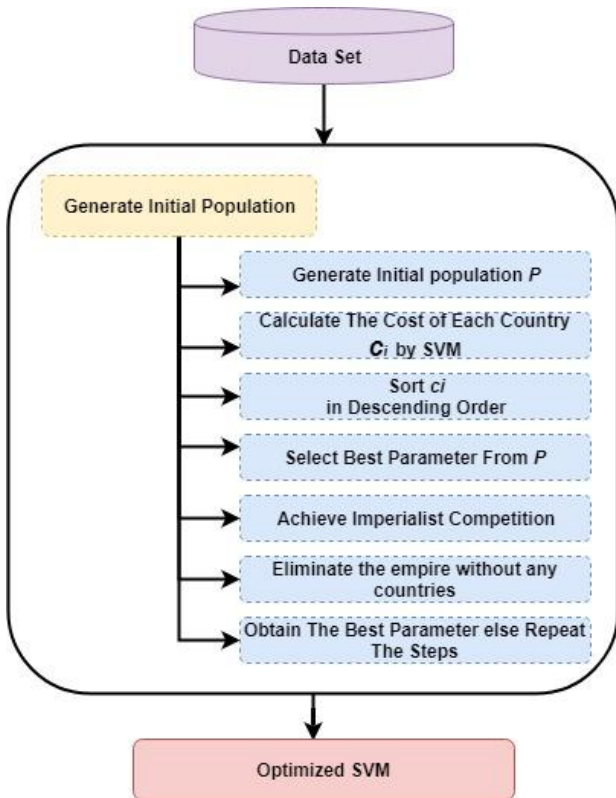 Data Set
Generate Initial Population
Generate Initial population P
Calculate The Cost of Each Country
Ci by SVM
Sort ci
in Descending Order
Select Best Parameter From P
Achieve Imperialist Competition
Eliminate the empire without any
countries
Obtain The Best Parameter else Repeat
The Steps
Optimized SVM